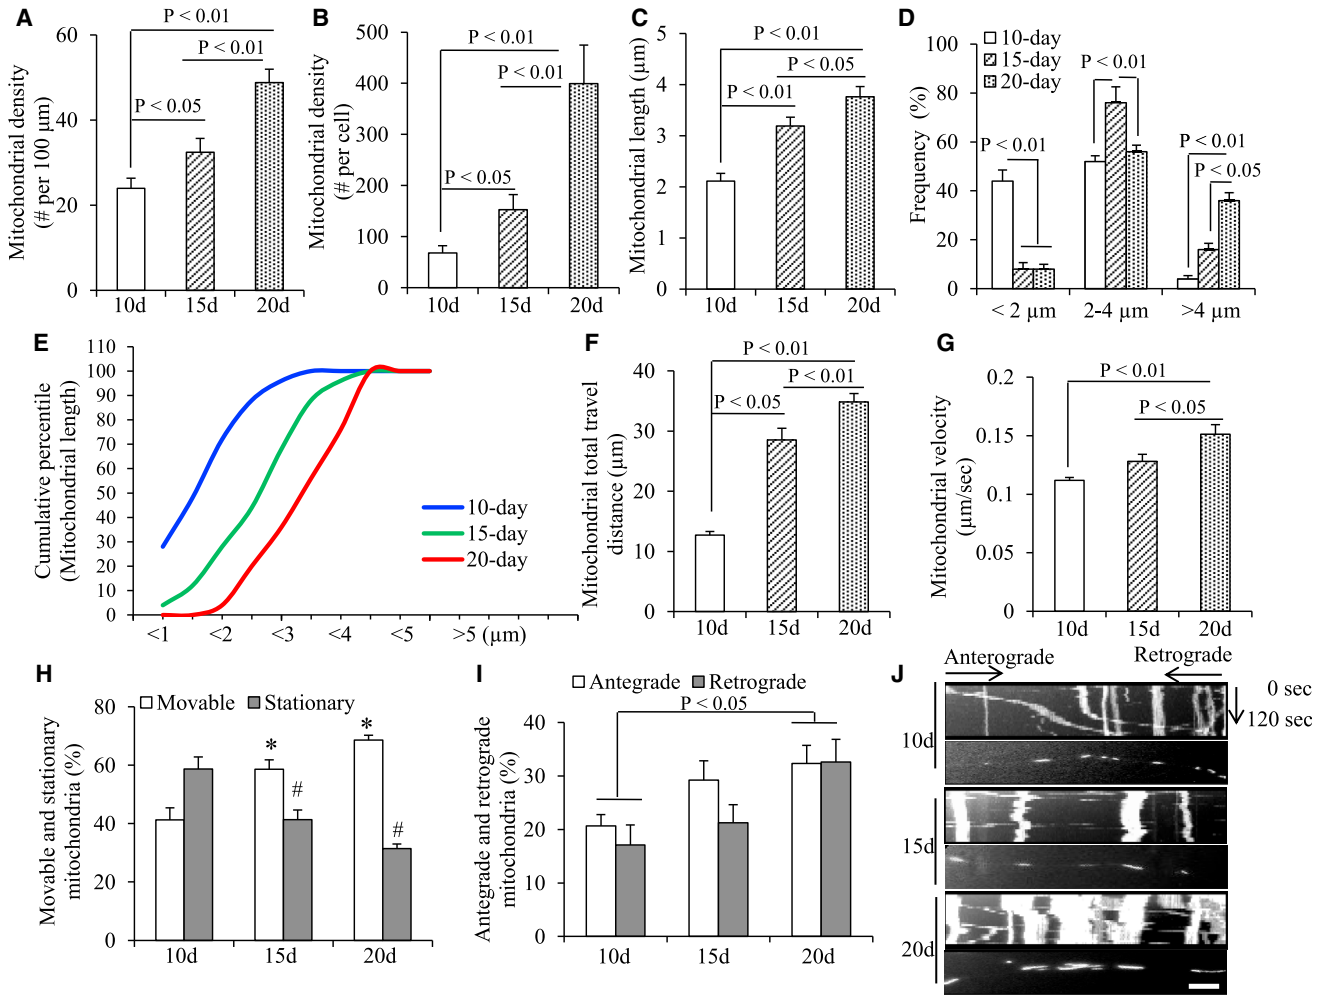 A
P < 0.01
P < 0.01
P < 0.05
Mitochondrial density
(# per 100 µm)
60
40
20
0
10d 15d 20d
B
P < 0.01
P < 0.01
P < 0.05
Mitochondrial density
(# per cell)
500
400
300
200
100
0
10d 15d 20d
C
P < 0.01
P < 0.05
P < 0.01
Mitochondrial length (µm)
5
4
3
2
1
0
10d 15d 20d
D
10-day
15-day
20-day
P < 0.01
P < 0.01
P < 0.01
P < 0.05
Frequency (%)
100
80
60
40
20
0
< 2 µm 2-4 µm >4 µm
E
Cumulative percentile
(Mitochondrial length)
110
100
90
80
70
60
50
40
30
20
10
0
10-day
15-day
20-day
<1 <2 <3 <4 <5 >5 (µm)
F
P < 0.01
P < 0.01
P < 0.05
Mitochondrial total travel
distance (µm)
40
30
20
10
0
10d 15d 20d
G
P < 0.01
P < 0.05
Mitochondrial velocity
(µm/sec)
0.2
0.15
0.1
0.05
0
10d 15d 20d
H
Movable Stationary
Movable and stationary
mitochondria (%)
80
60
40
20
0
* # * #
10d 15d 20d
I
Antegrade Retrograde
P < 0.05
Antegrade and retrograde
mitochondria (%)
40
30
20
10
0
10d 15d 20d
J
Anterograde Retrograde
0 sec
120 sec
10d
15d
20d